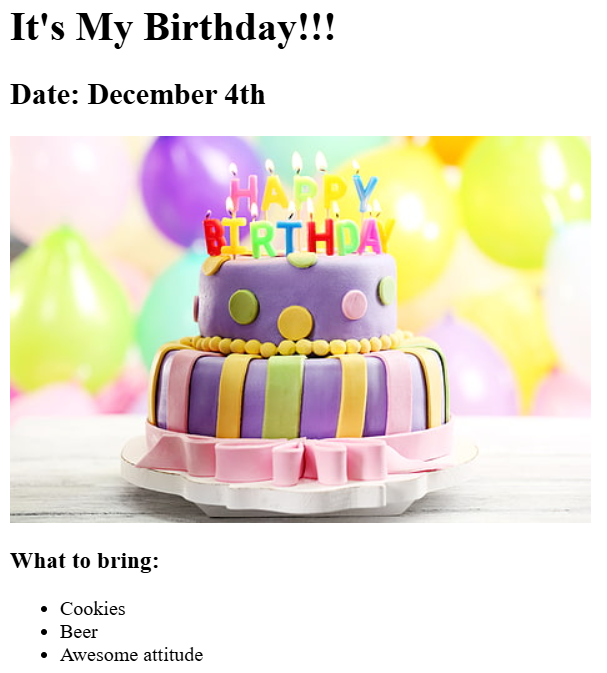 It's My Birthday!!!
Date: December 4th
HAPPY
BIRTHDAY
What to bring:
Cookies
Beer
Awesome attitude